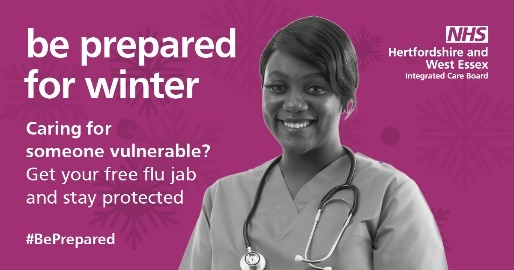 be prepared
for winter
NHS
Hertfordshire and
West Essex
Integrated Care Board
Caring for
someone vulnerable?
Get your free flu jab
and stay protected
#BePrepared